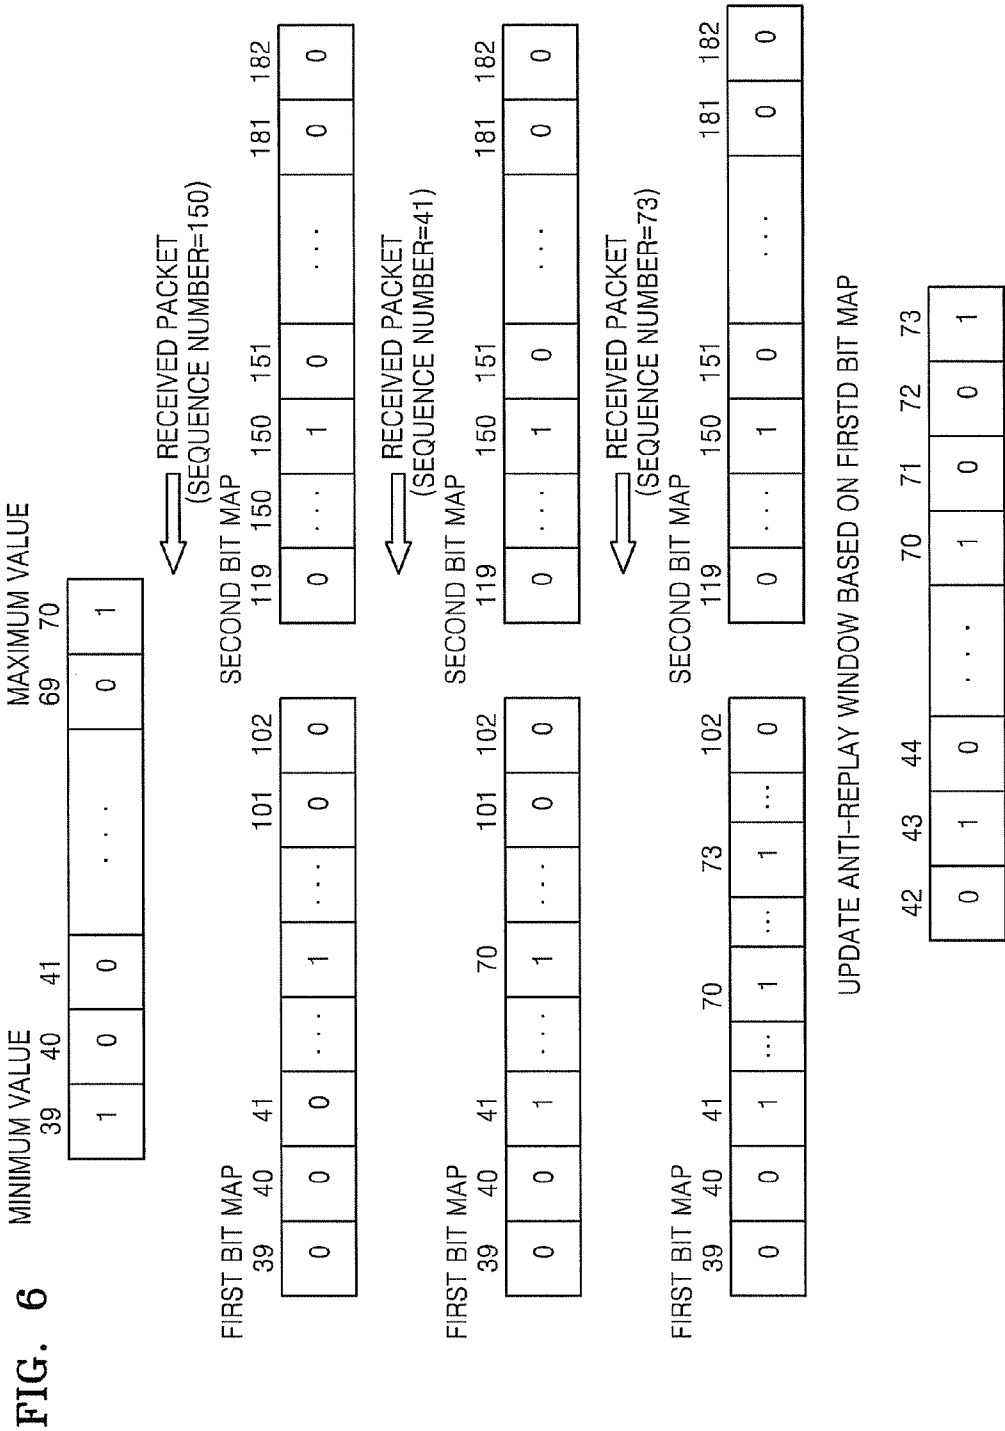 FIG. 6
MINIMUM VALUE MAXIMUM VALUE
39 40 41 69 70
1 0 0 ... 0 1
RECEIVED PACKET
(SEQUENCE NUMBER=150)
FIRST BIT MAP SECOND BIT MAP
39 40 41 101 102 119 150 150 151 181 182
0 0 0 ... 1 ... 0 0 0 ... 1 0 ... 0 0
RECEIVED PACKET
(SEQUENCE NUMBER=41)
FIRST BIT MAP SECOND BIT MAP
39 40 41 70 101 102 119 150 151 181 182
0 0 1 ... 1 ... 0 0 0 ... 1 0 ... 0 0
RECEIVED PACKET
(SEQUENCE NUMBER=73)
FIRST BIT MAP SECOND BIT MAP
39 40 41 70 73 102 119 150 151 181 182
0 0 1 ... 1 ... 1 ... 0 0 ... 1 0 ... 0 0
UPDATE ANTI-REPLAY WINDOW BASED ON FIRSTD BIT MAP
42 43 44 70 71 72 73
0 1 0 ... 1 0 0 1